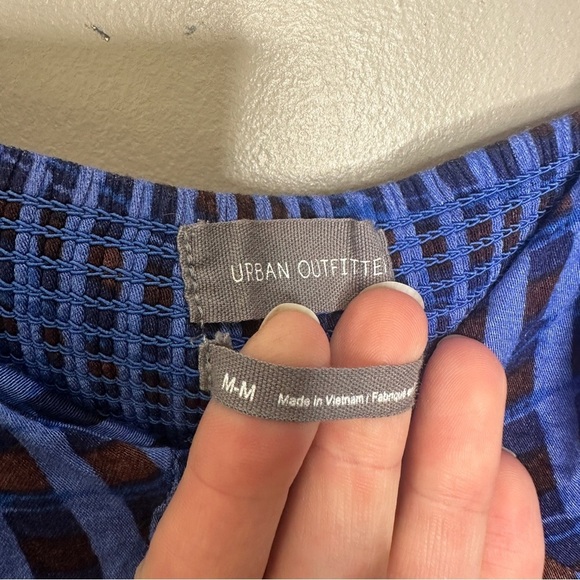 URBAN OUTFITTE
M-M Made in Vietnam / Fabriqué